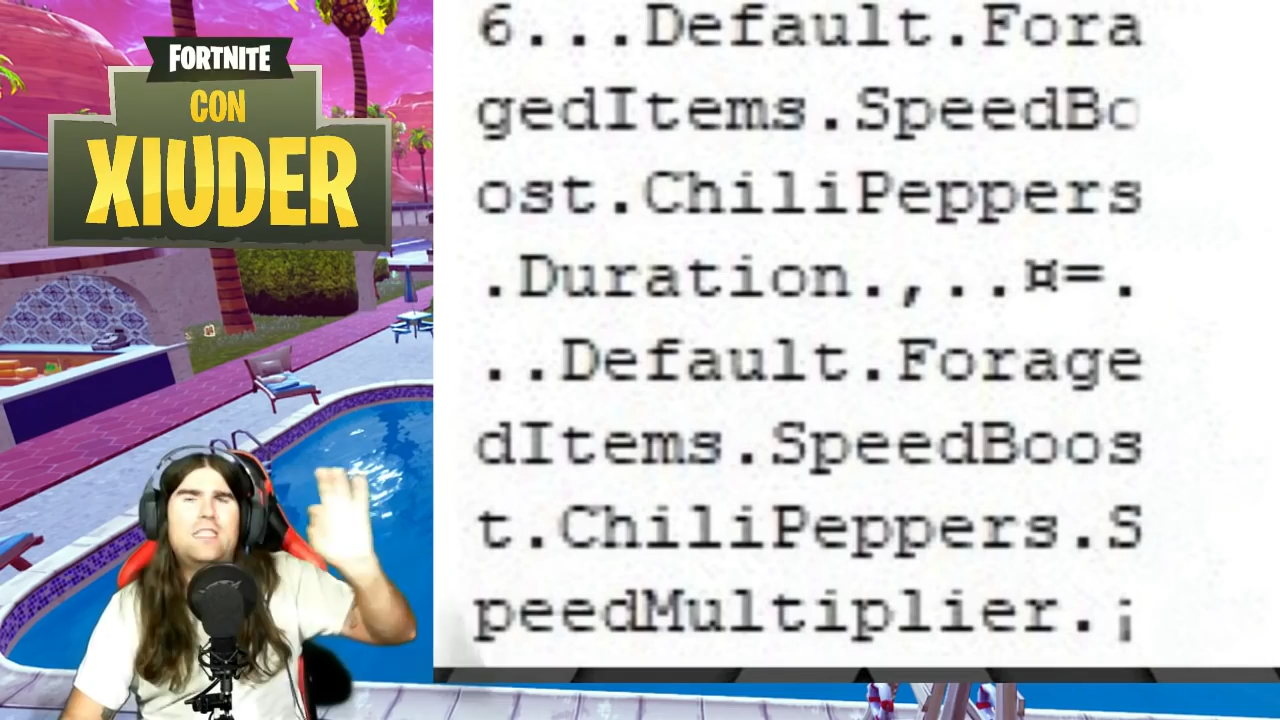 FORTNITE
CON
XIUDER
6...Default.Fora
gedItems.SpeedBo
ost.ChiliPeppers
.Duration.,..¤=.
..Default.Forage
dItems.SpeedBoos
t.ChiliPeppers.S
peedMultiplier.¡